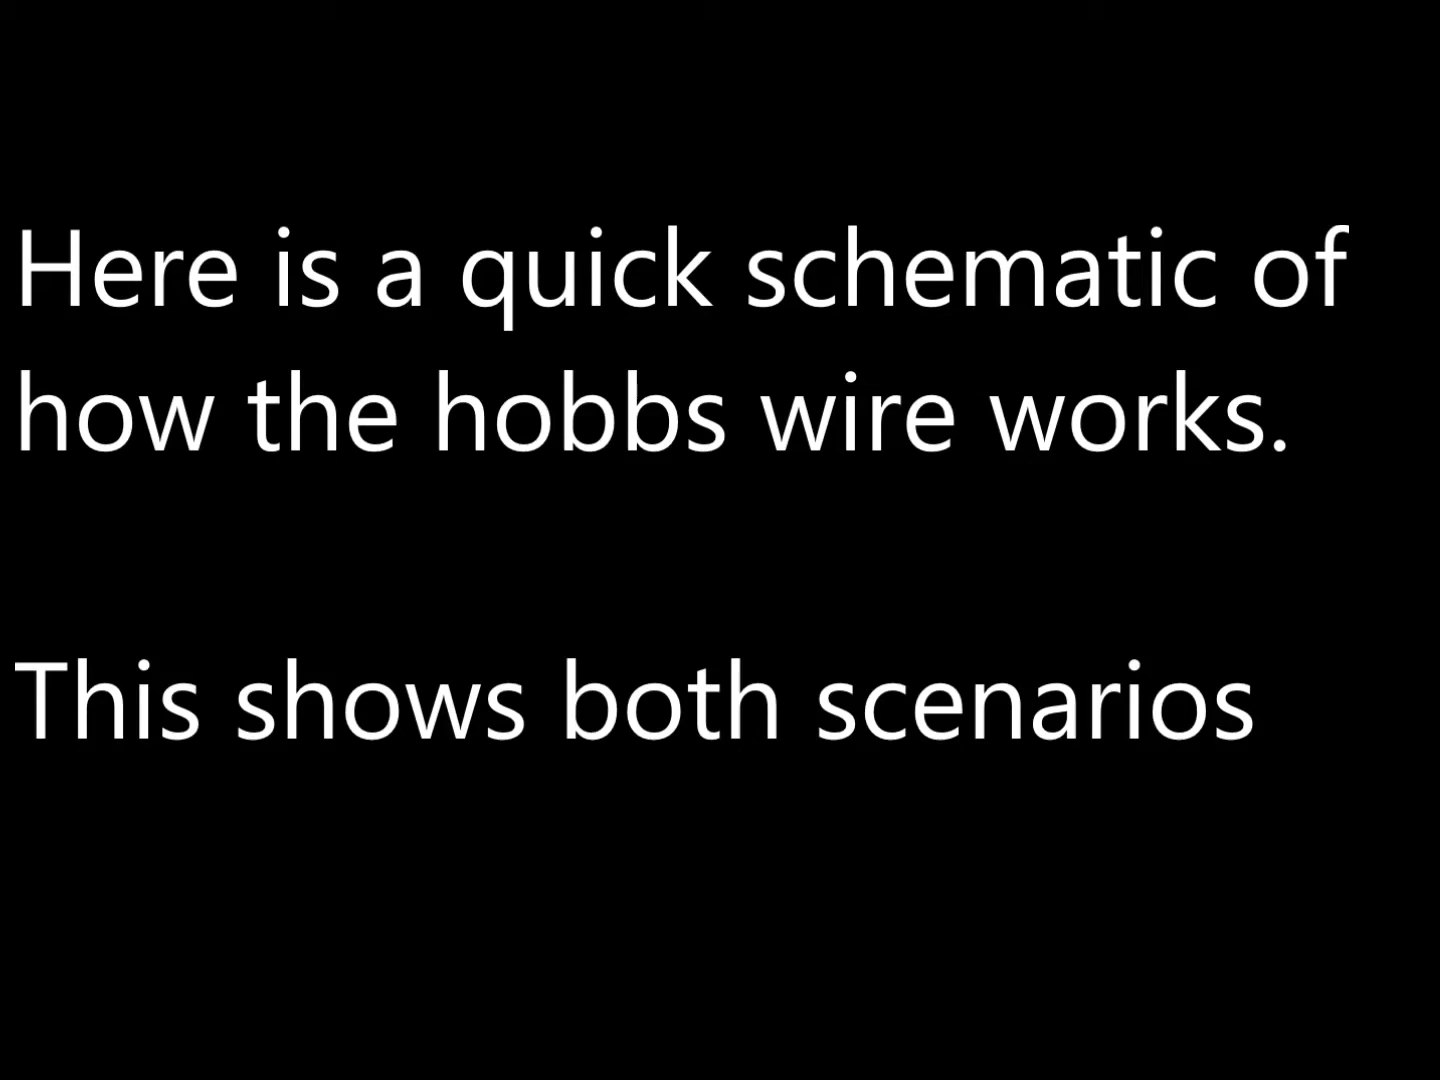 Here is a quick schematic of
how the hobbs wire works.
This shows both scenarios